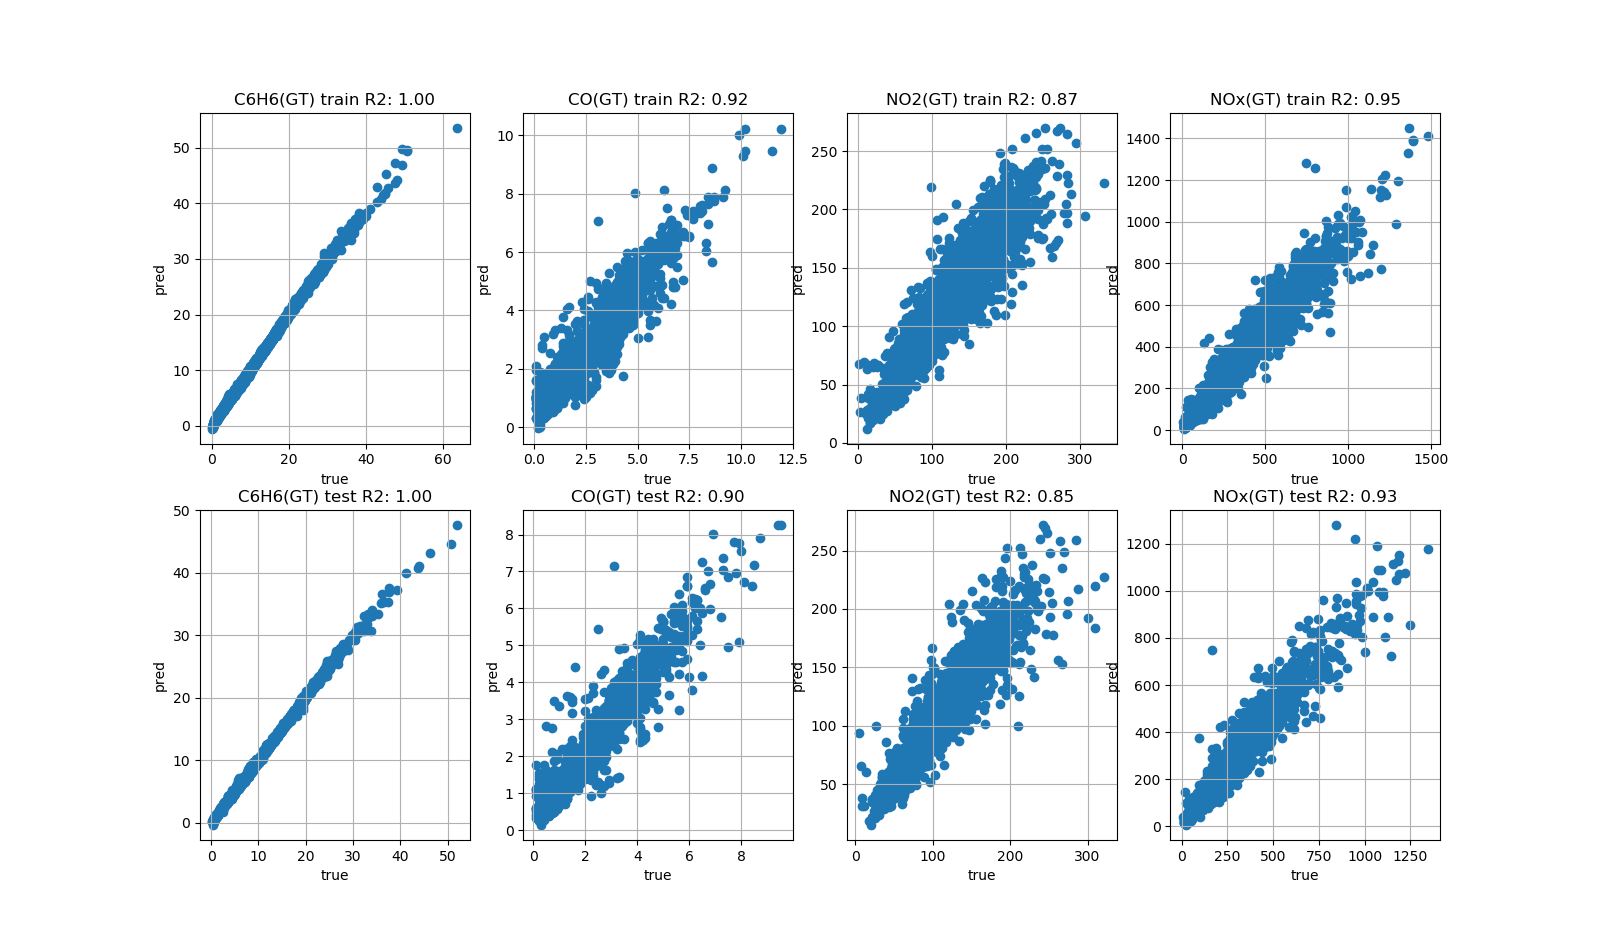 C6H6(GT) train R2: 1.00
50
40
30
20
10
0
0 20 40 60
pred
true
CO(GT) train R2: 0.92
10
8
6
4
2
0
0.0 2.5 5.0 7.5 10.0 12.5
pred
true
NO2(GT) train R2: 0.87
250
200
150
100
50
0
0 100 200 300
pred
true
NOx(GT) train R2: 0.95
1400
1200
1000
800
600
400
200
0
0 500 1000 1500
pred
true
C6H6(GT) test R2: 1.00
50
40
30
20
10
0
0 10 20 30 40 50
pred
true
CO(GT) test R2: 0.90
8
7
6
5
4
3
2
1
0
0 2 4 6 8
pred
true
NO2(GT) test R2: 0.85
250
200
150
100
50
0 100 200 300
pred
true
NOx(GT) test R2: 0.93
1200
1000
800
600
400
200
0
0 250 500 750 1000 1250
pred
true